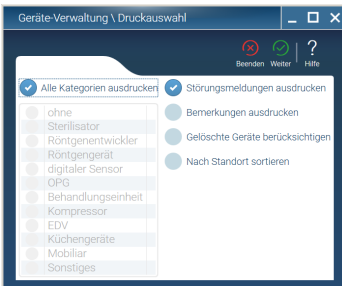 Geräte-Verwaltung \ Druckauswahl
Beenden Weiter Hilfe
?
Alle Kategorien ausdrucken
ohne
Sterilisator
Röntgenentwickler
Röntgengerät
digitaler Sensor
OPG
Behandlungseinheit
Kompressor
EDV
Küchengeräte
Mobiliar
Sonstiges
Störungsmeldungen ausdrucken
Bemerkungen ausdrucken
Gelöschte Geräte berücksichtigen
Nach Standort sortieren